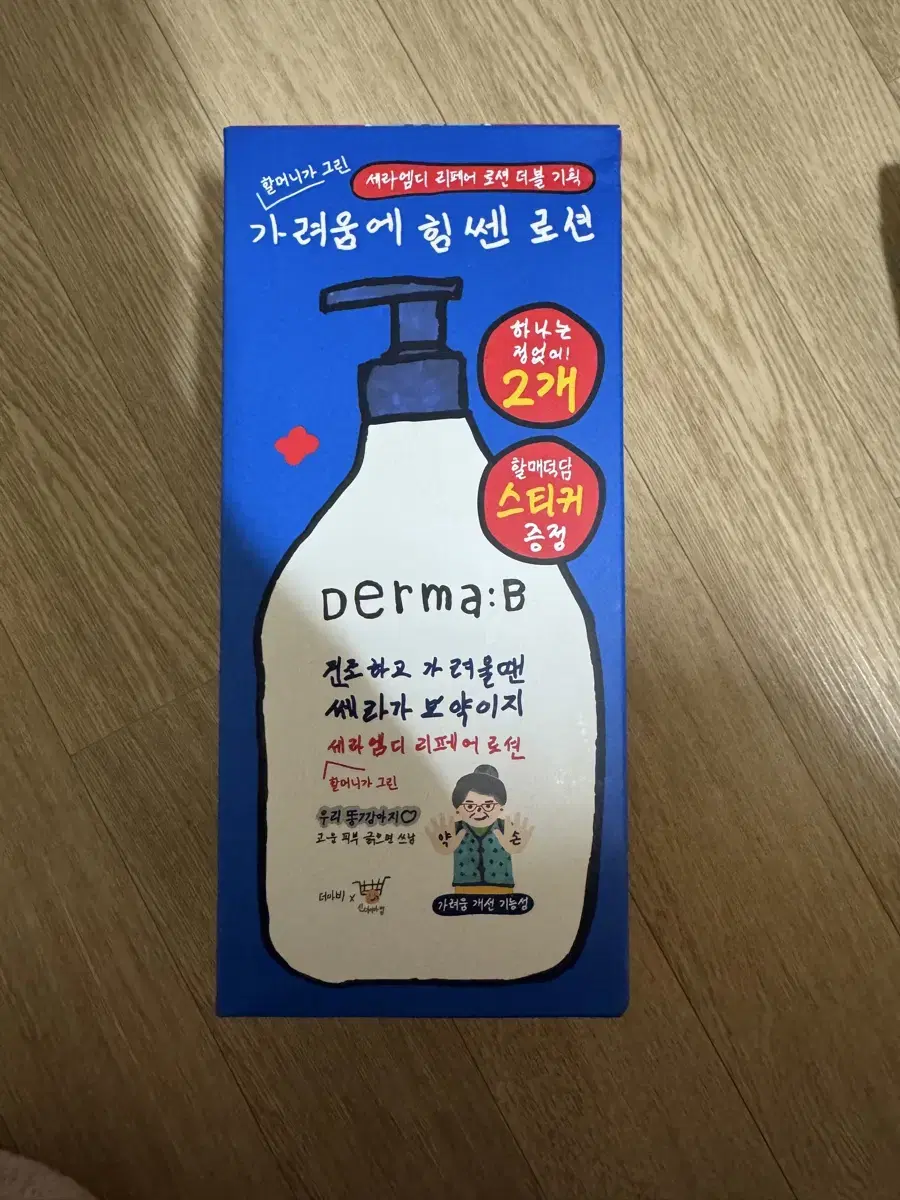 할머니가 그린
세라엠디 리페어 로션 더블 기획
가려움에 힘쎈 로션
하나는
정없어!
2개
할매덕담
스티커
증정
Derma:B
건조하고 가려울땐
쎄라가 보약이지
세라엠디 리페어 로션
할머니가 그린
우리 똥강아지♡
고운 피부 긁으면 쓰남
약 손
더마비 x
가려움 개선 기능성